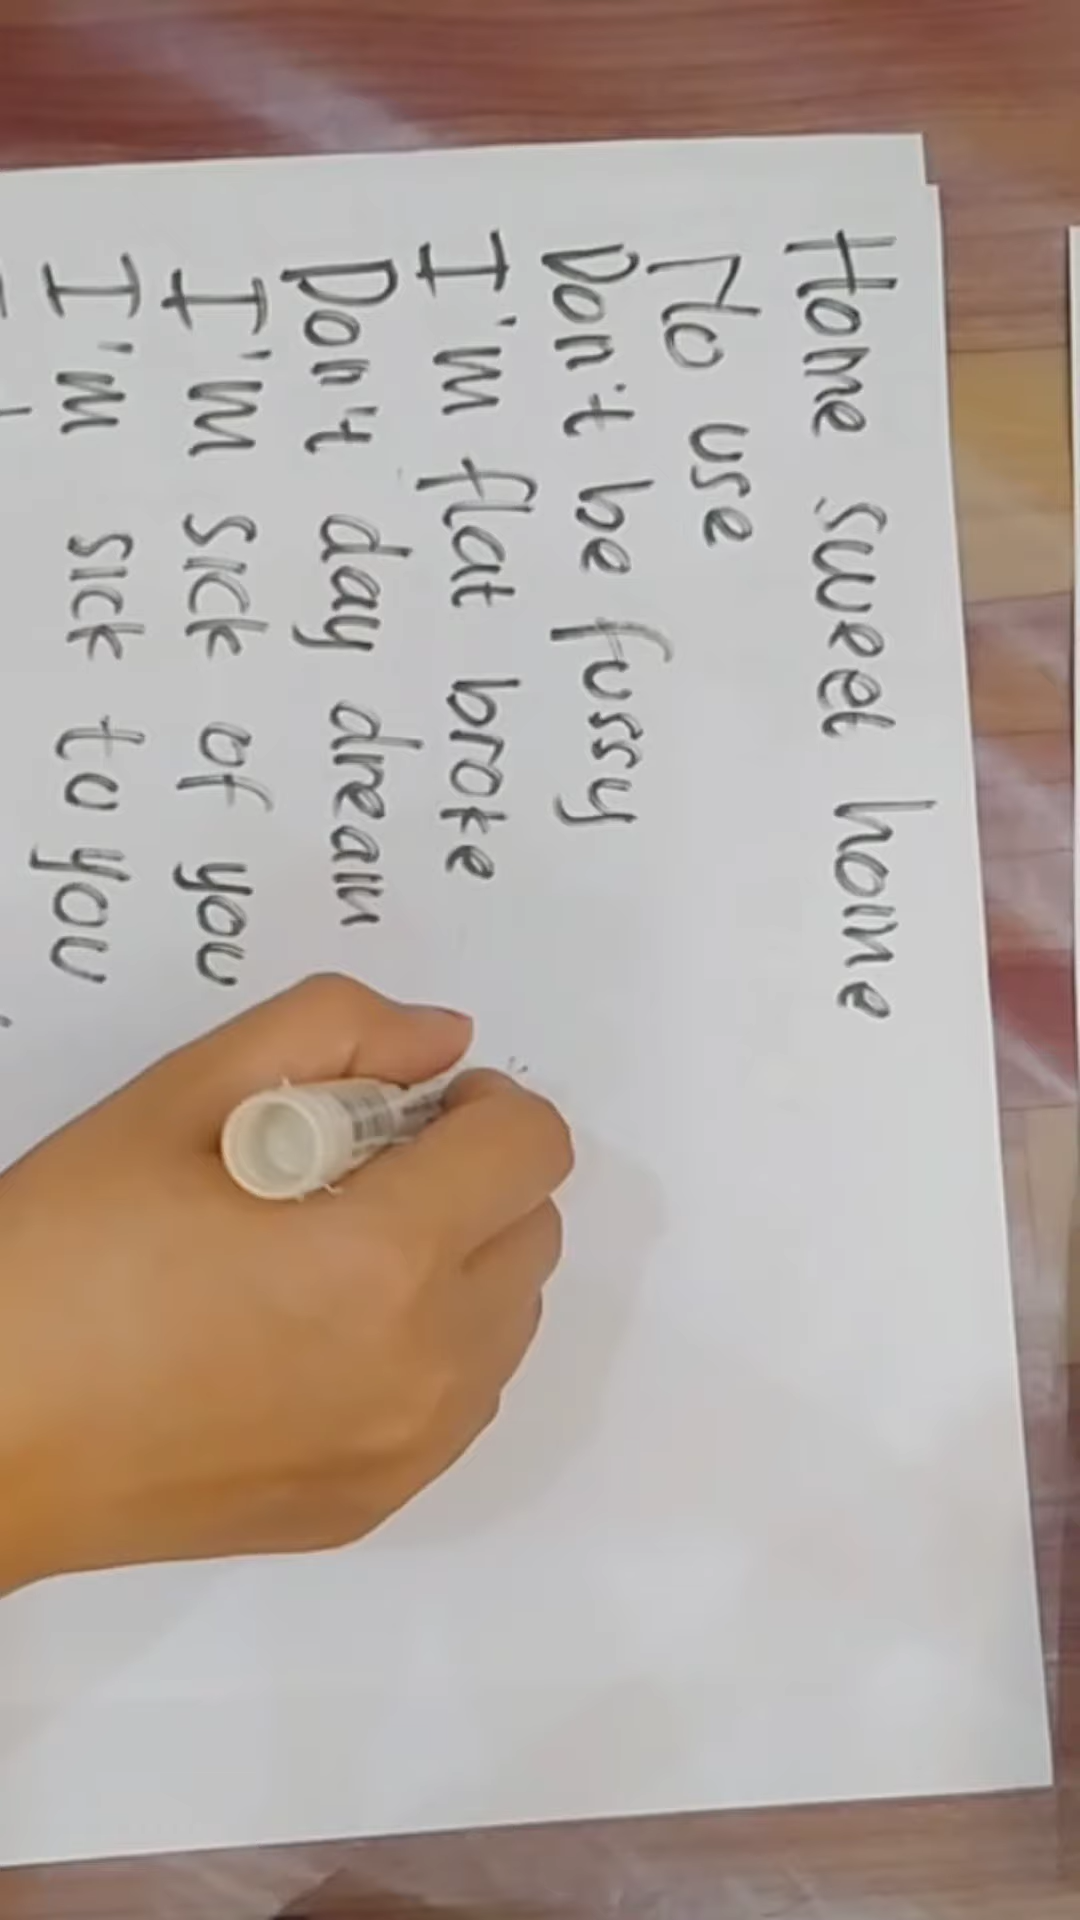 Home sweet home
No use
Don't be fussy
I'm flat broke
Don't day dream
I'm sick of you
I'm sick to you